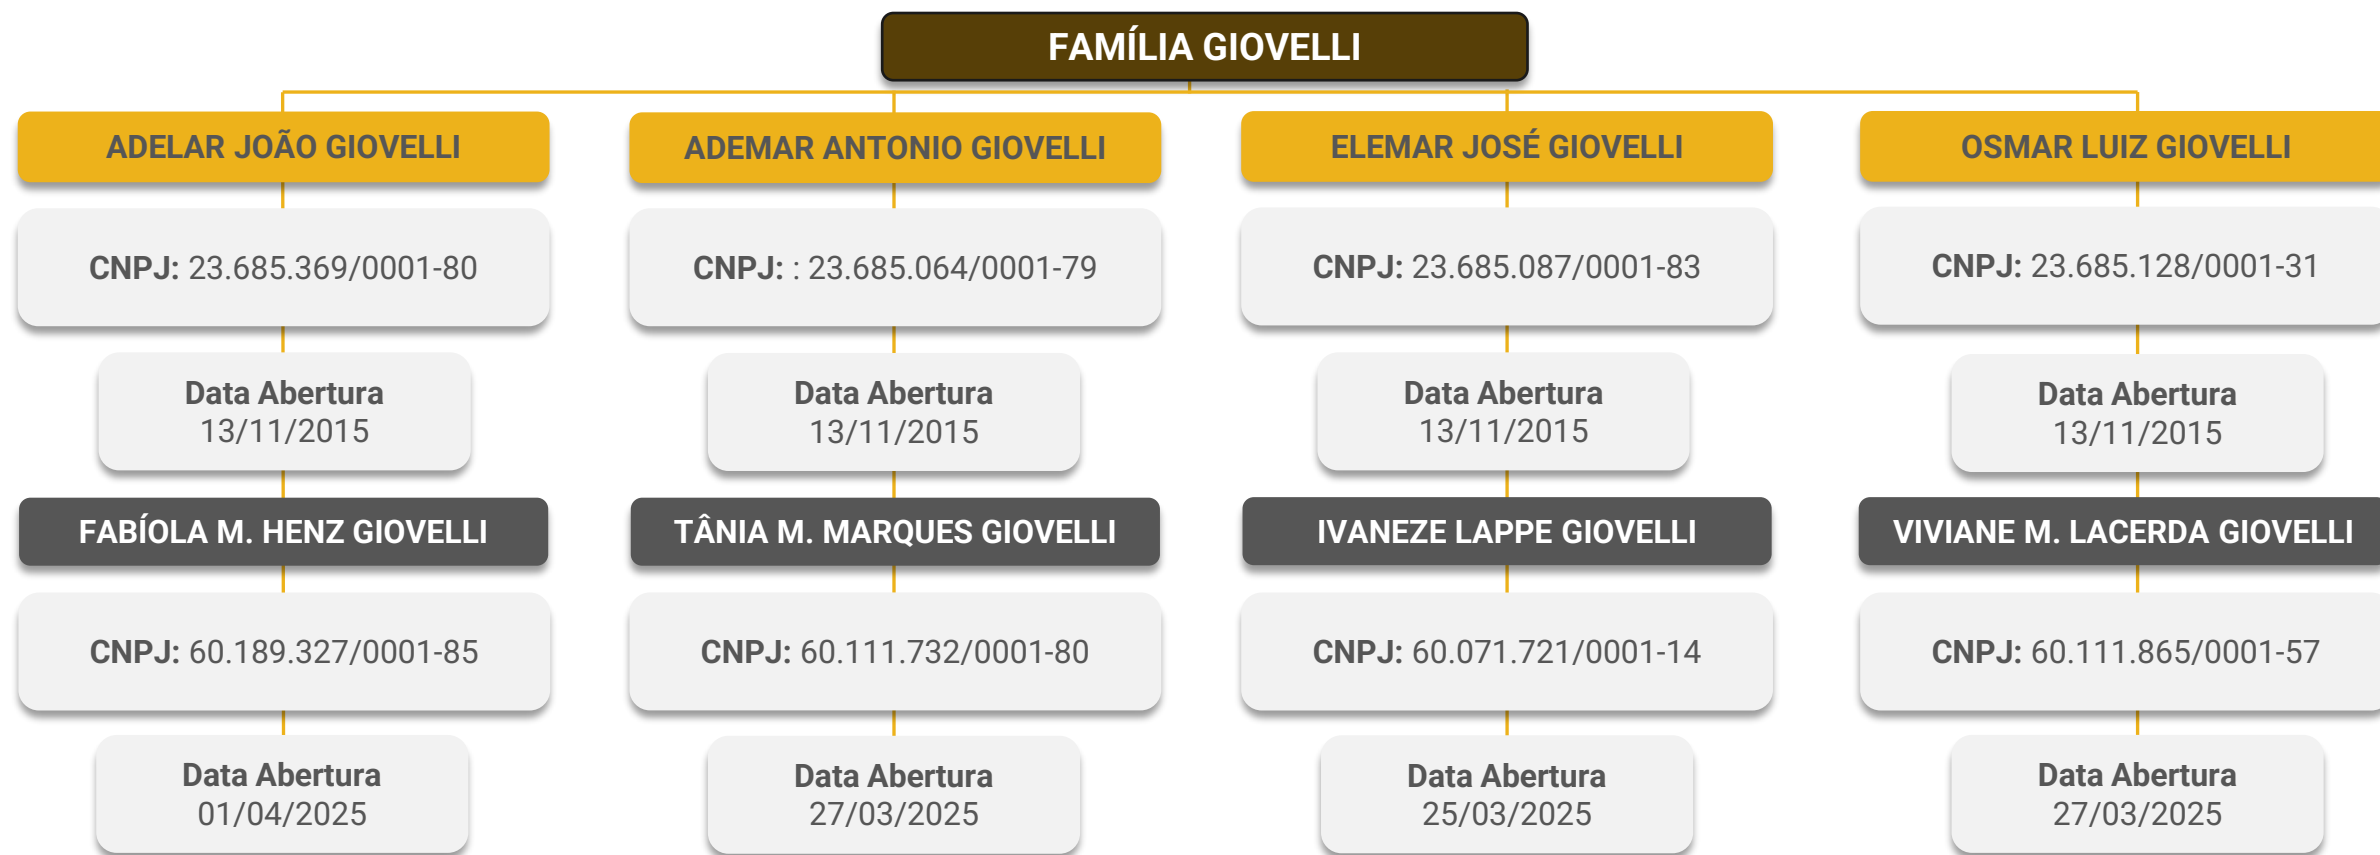 FAMÍLIA GIOVELLI
ADELAR JOÃO GIOVELLI
ADEMAR ANTONIO GIOVELLI
ELEMAR JOSÉ GIOVELLI
OSMAR LUIZ GIOVELLI
CNPJ: 23.685.369/0001-80
CNPJ: : 23.685.064/0001-79
CNPJ: 23.685.087/0001-83
CNPJ: 23.685.128/0001-31
Data Abertura
13/11/2015
Data Abertura
13/11/2015
Data Abertura
13/11/2015
Data Abertura
13/11/2015
FABÍOLA M. HENZ GIOVELLI
TÂNIA M. MARQUES GIOVELLI
IVANEZE LAPPE GIOVELLI
VIVIANE M. LACERDA GIOVELLI
CNPJ: 60.189.327/0001-85
CNPJ: 60.111.732/0001-80
CNPJ: 60.071.721/0001-14
CNPJ: 60.111.865/0001-57
Data Abertura
01/04/2025
Data Abertura
27/03/2025
Data Abertura
25/03/2025
Data Abertura
27/03/2025